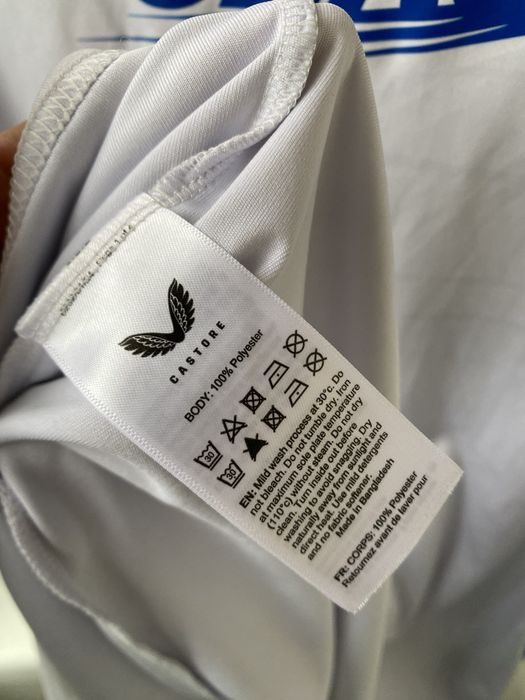 CASTORE
BODY: 100% Polyester
30
30
EN: Mild wash process at 30°c. Do
not bleach. Do not tumble dry. Iron
at maximum sole plate temperature
(110°c) without steam. Do not dry
clean. Turn inside out before
washing to avoid snagging. Dry
naturally away from sunlight and
direct heat. Use mild detergents
and no fabric softener.
Made in Bangladesh
FR: CORPS: 100% Polyester
Retournez avant de laver pour